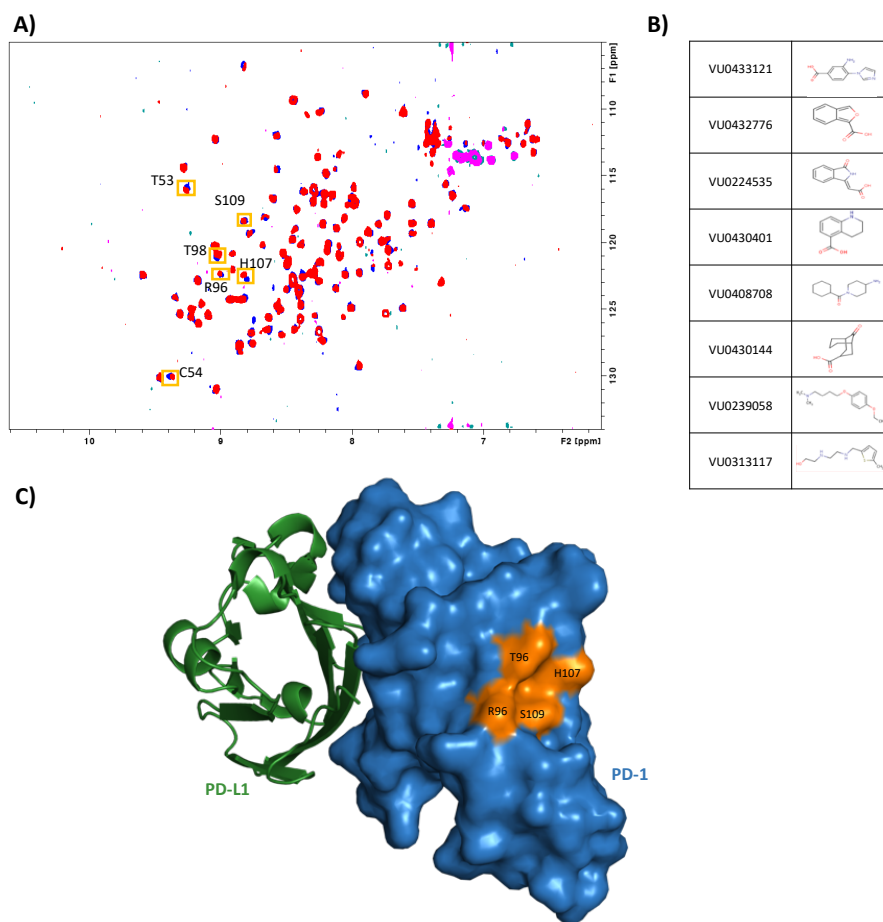 A)
B)
F1 [ppm]
110
115
120
125
130
T53
S109
T98
H107
R96
C54
10
9
8
7
F2 [ppm]
VU0433121
VU0432776
VU0224535
VU0430401
VU0408708
VU0430144
VU0239058
VU0313117
C)
T96
H107
R96
S109
PD-L1
PD-1